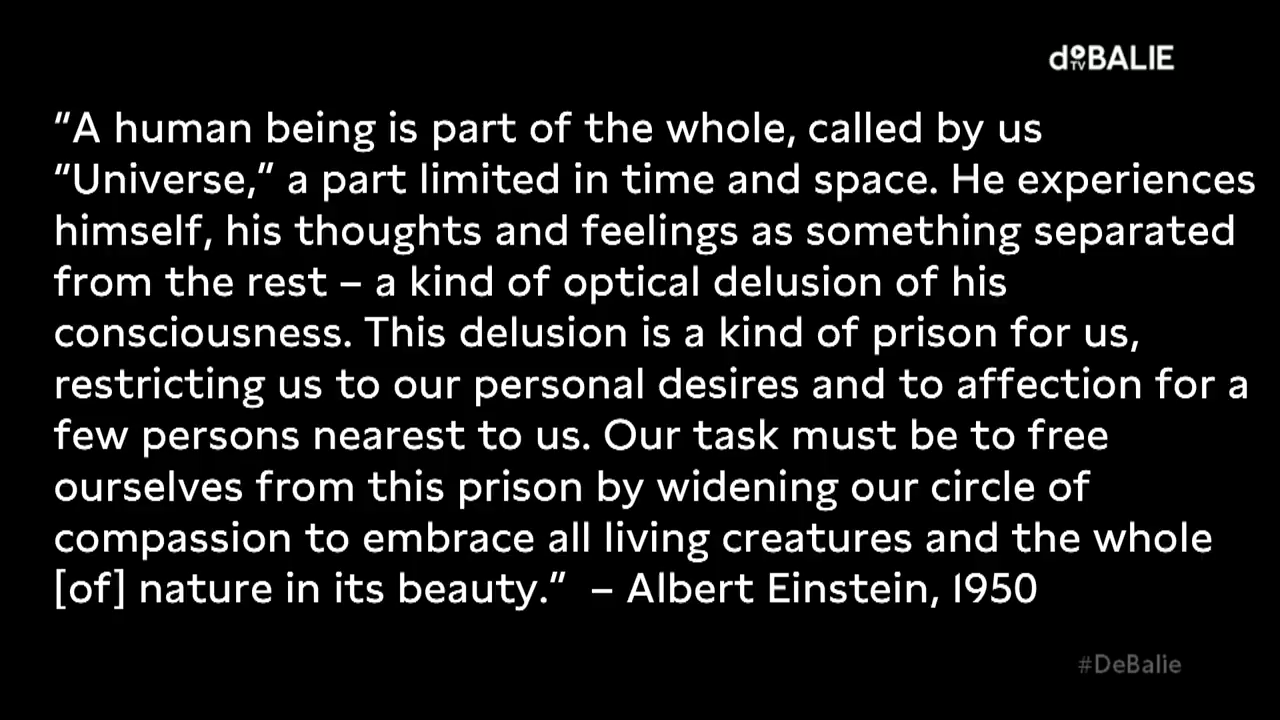 doBALIE
TV
"A human being is part of the whole, called by us
"Universe," a part limited in time and space. He experiences
himself, his thoughts and feelings as something separated
from the rest – a kind of optical delusion of his
consciousness. This delusion is a kind of prison for us,
restricting us to our personal desires and to affection for a
few persons nearest to us. Our task must be to free
ourselves from this prison by widening our circle of
compassion to embrace all living creatures and the whole
[of] nature in its beauty." – Albert Einstein, 1950
#DeBalie